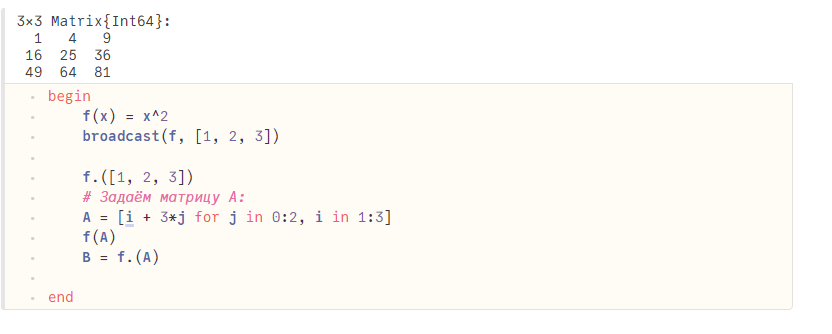 3×3 Matrix{Int64}:
  1   4   9
 16  25  36
 49  64  81
begin
    f(x) = x^2
    broadcast(f, [1, 2, 3])

    f.([1, 2, 3])
    # Задаём матрицу A:
    A = [i + 3*j for j in 0:2, i in 1:3]
    f(A)
    B = f.(A)

end